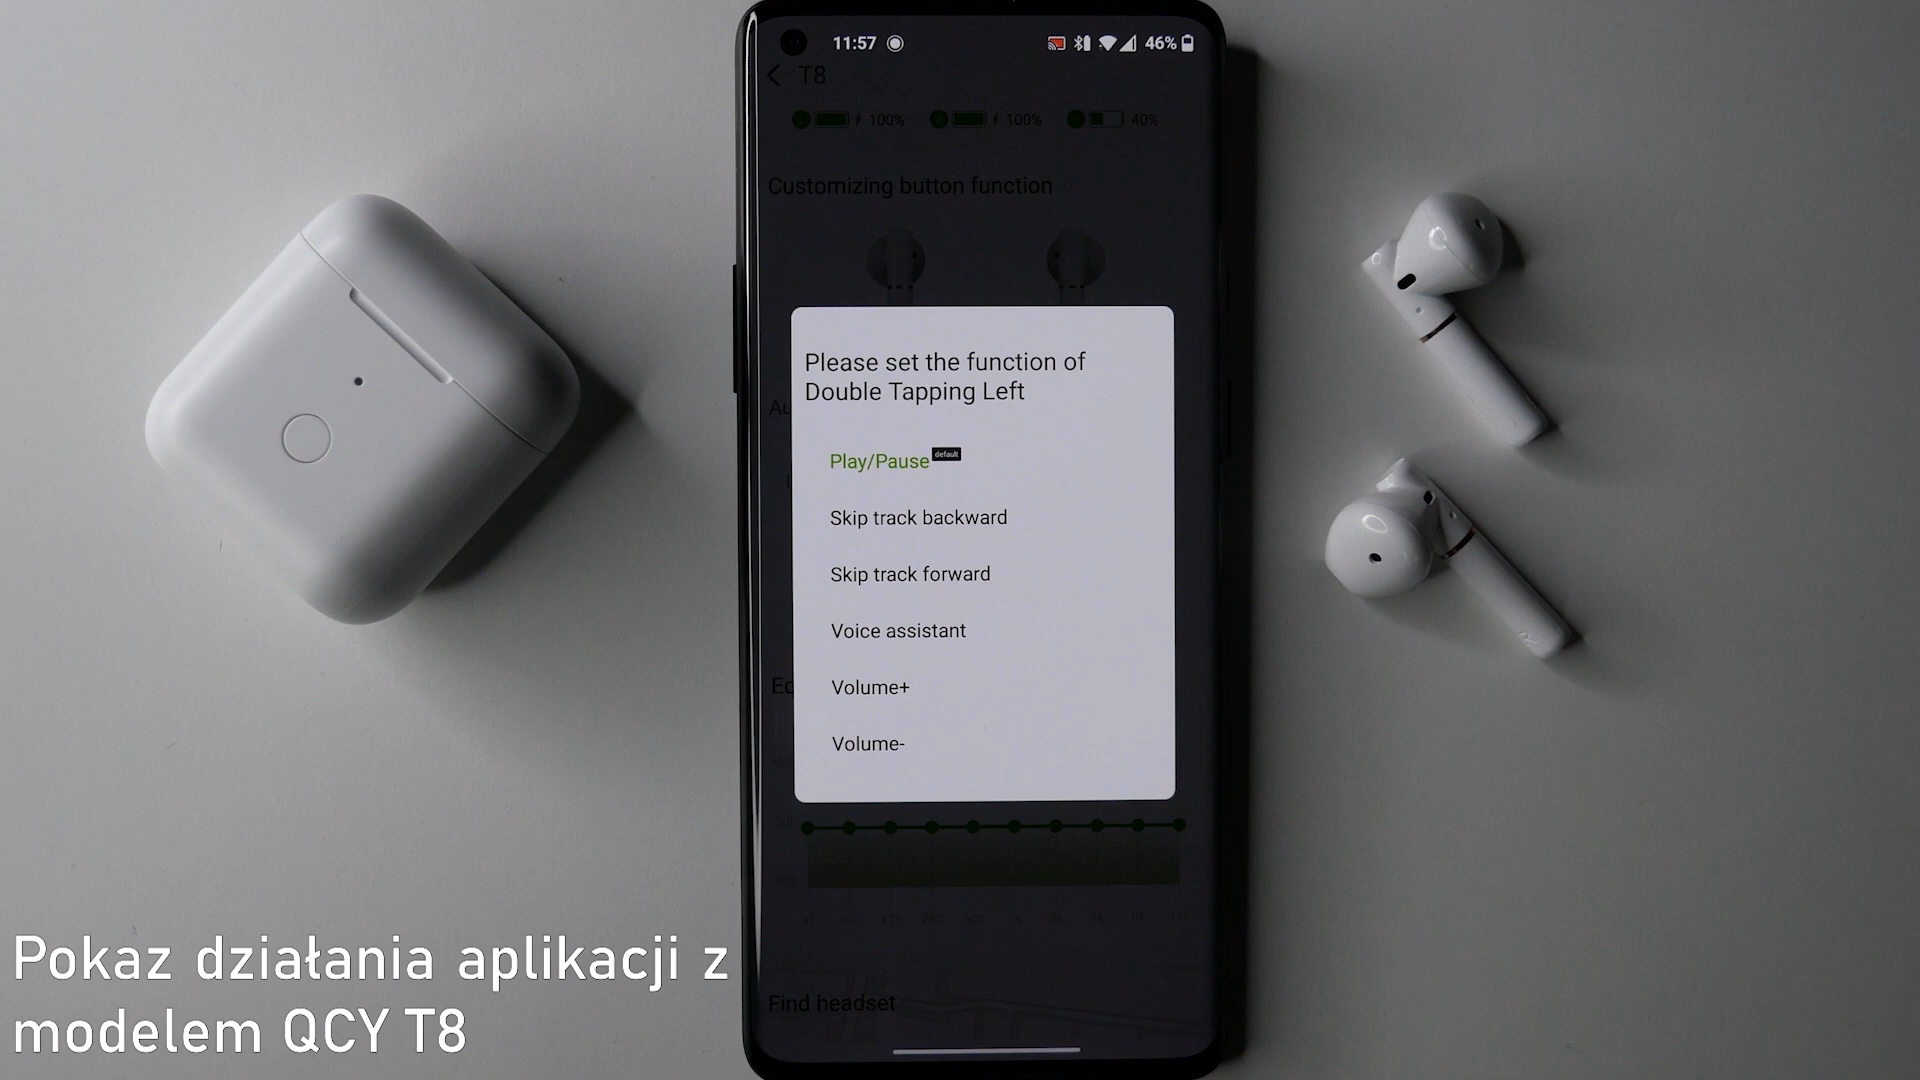 11:57
46%
T8
100%
100%
40%
Customizing button function
Please set the function of
Double Tapping Left
Play/Pause default
Skip track backward
Skip track forward
Voice assistant
Volume+
Volume-
Find headset
Pokaz działania aplikacji z
modelem QCY T8